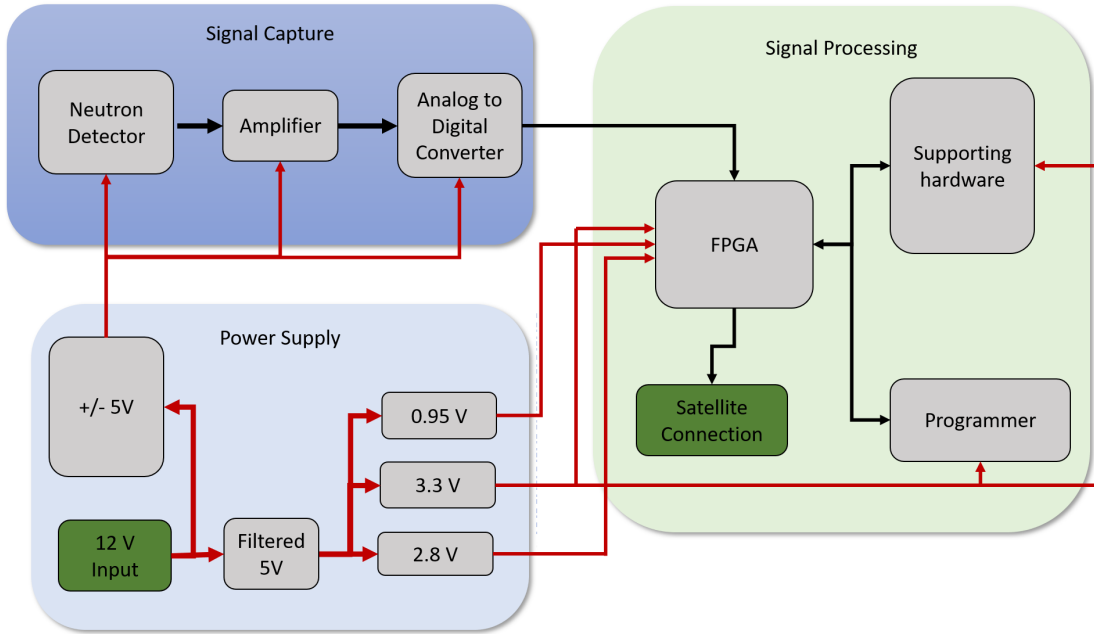 Signal Capture
Neutron
Detector
Amplifier
Analog to
Digital
Converter
Signal Processing
Supporting
hardware
FPGA
Satellite
Connection
Programmer
Power Supply
+/- 5V
12 V
Input
Filtered
5V
0.95 V
3.3 V
2.8 V